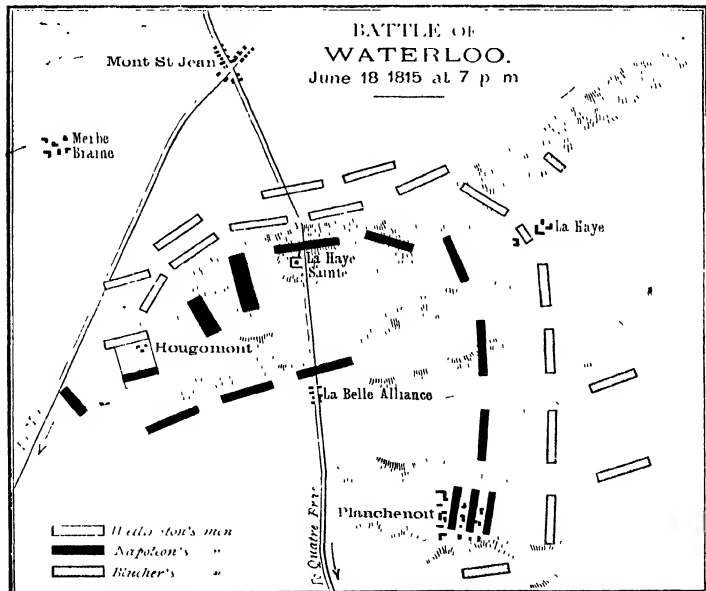 BATTLE OF
WATERLOO.
June 18 1815 at 7 p m
Mont St Jean
Merbe
Braine
La Haye
La Haye
Sainte
Hougomont
La Belle Alliance
Planchenoit
to Quatre Bras
Wellington's men
Napoleon's "
Blucher's "